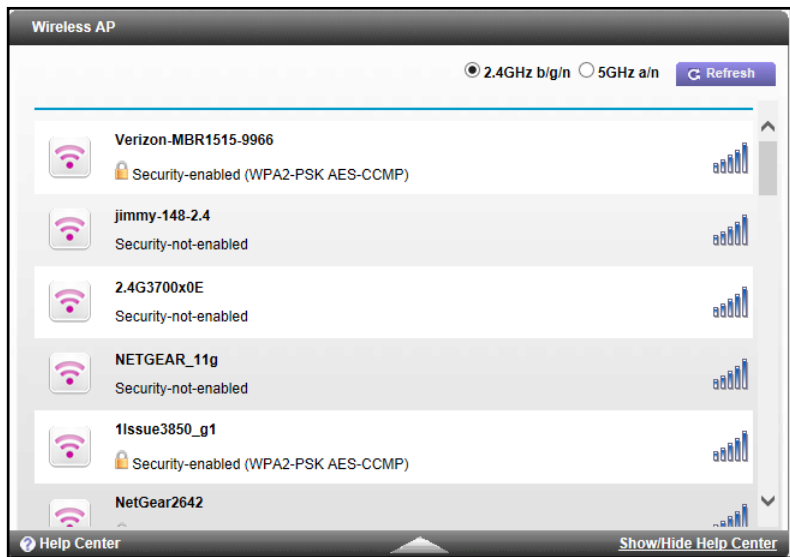 Wireless AP
2.4GHz b/g/n 5GHz a/n Refresh
Verizon-MBR1515-9966
Security-enabled (WPA2-PSK AES-CCMP)
jimmy-148-2.4
Security-not-enabled
2.4G3700x0E
Security-not-enabled
NETGEAR_11g
Security-not-enabled
1Issue3850_g1
Security-enabled (WPA2-PSK AES-CCMP)
NetGear2642
Help Center Show/Hide Help Center